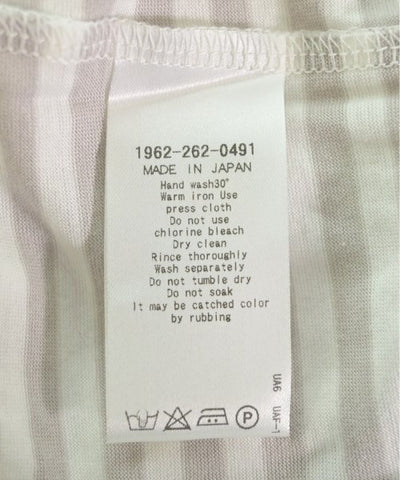 1962-262-0491
MADE IN JAPAN
Hand wash30°
Warm iron Use
press cloth
Do not use
chlorine bleach
Dry clean
Rince thoroughly
Wash separately
Do not tumble dry
Do not soak
It may be catched color
by rubbing
UA6 UAF-1
P